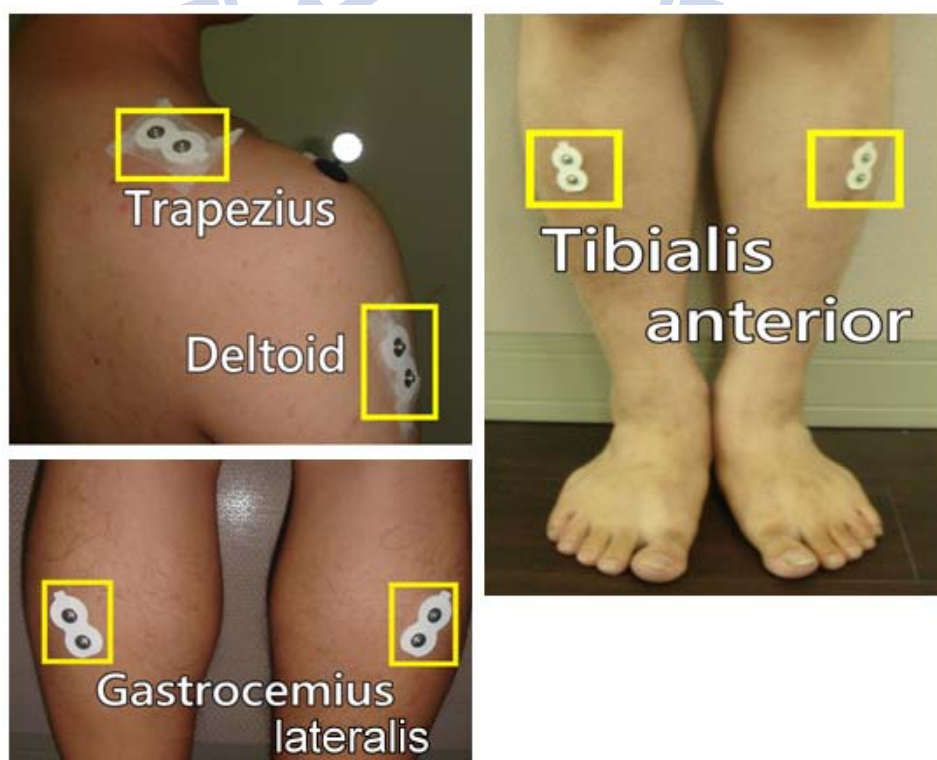 Trapezius
Deltoid
Tibialis
anterior
Gastrocemius
lateralis